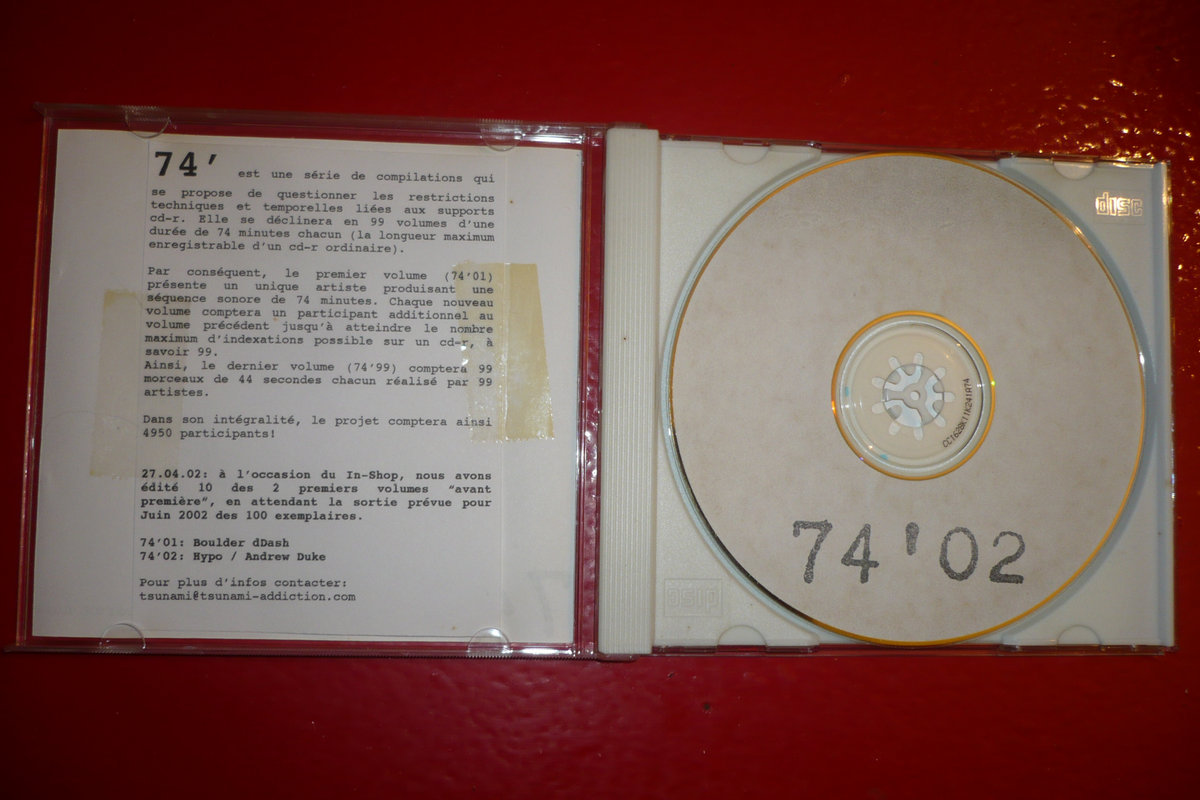 74′ est une série de compilations qui
se propose de questionner les restrictions
techniques et temporelles liées aux supports
cd-r. Elle se déclinera en 99 volumes d'une
durée de 74 minutes chacun (la longueur maximum
enregistrable d'un cd-r ordinaire).
Par conséquent, le premier volume (74′01)
présente un unique artiste produisant une
séquence sonore de 74 minutes. Chaque nouveau
volume comptera un participant additionnel au
volume précédent jusqu'à atteindre le nombre
maximum d'indexations possible sur un cd-r, à
savoir 99.
Ainsi, le dernier volume (74′99) comptera 99
morceaux de 44 secondes chacun réalisé par 99
artistes.
Dans son intégralité, le projet comptera ainsi
4950 participants!
27.04.02: à l'occasion du In-Shop, nous avons
édité 10 des 2 premiers volumes "avant
première", en attendant la sortie prévue pour
Juin 2002 des 100 exemplaires.
74′01: Boulder dDash
74′02: Hypo / Andrew Duke
Pour plus d'infos contacter:
tsunami@tsunami-addiction.com
disc
disc
74'02